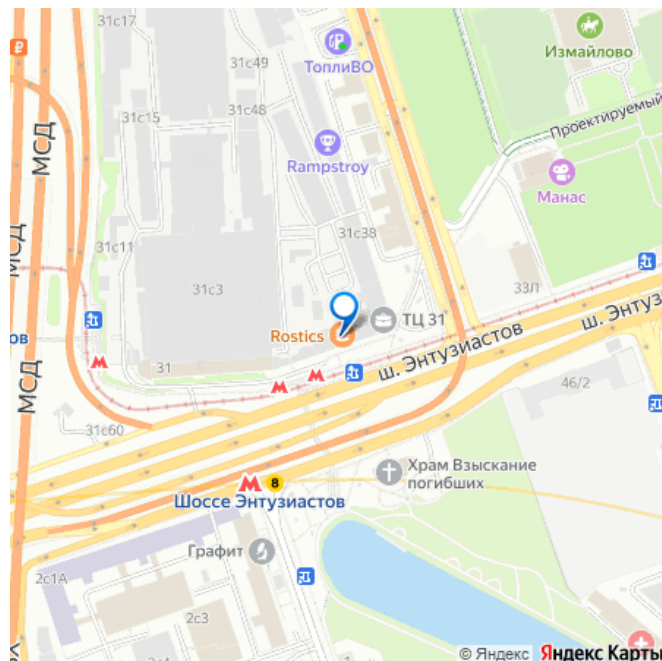 31с17
₽
31с49
ТоплиВО
Измайлово
МСД
31с15
31с48
Проектируемый
Rampstroy
Манас
31с38
МСД
31с11
31с3
33Л
ТЦ 31
Rostics
ш. Энтузиастов
ш. Энтузиа
ов
31
МСД
46/2
31с60
Храм Взыскание
погибших
8
Шоссе Энтузиастов
Графит
2с1А
2с3
© Яндекс Яндекс Карты